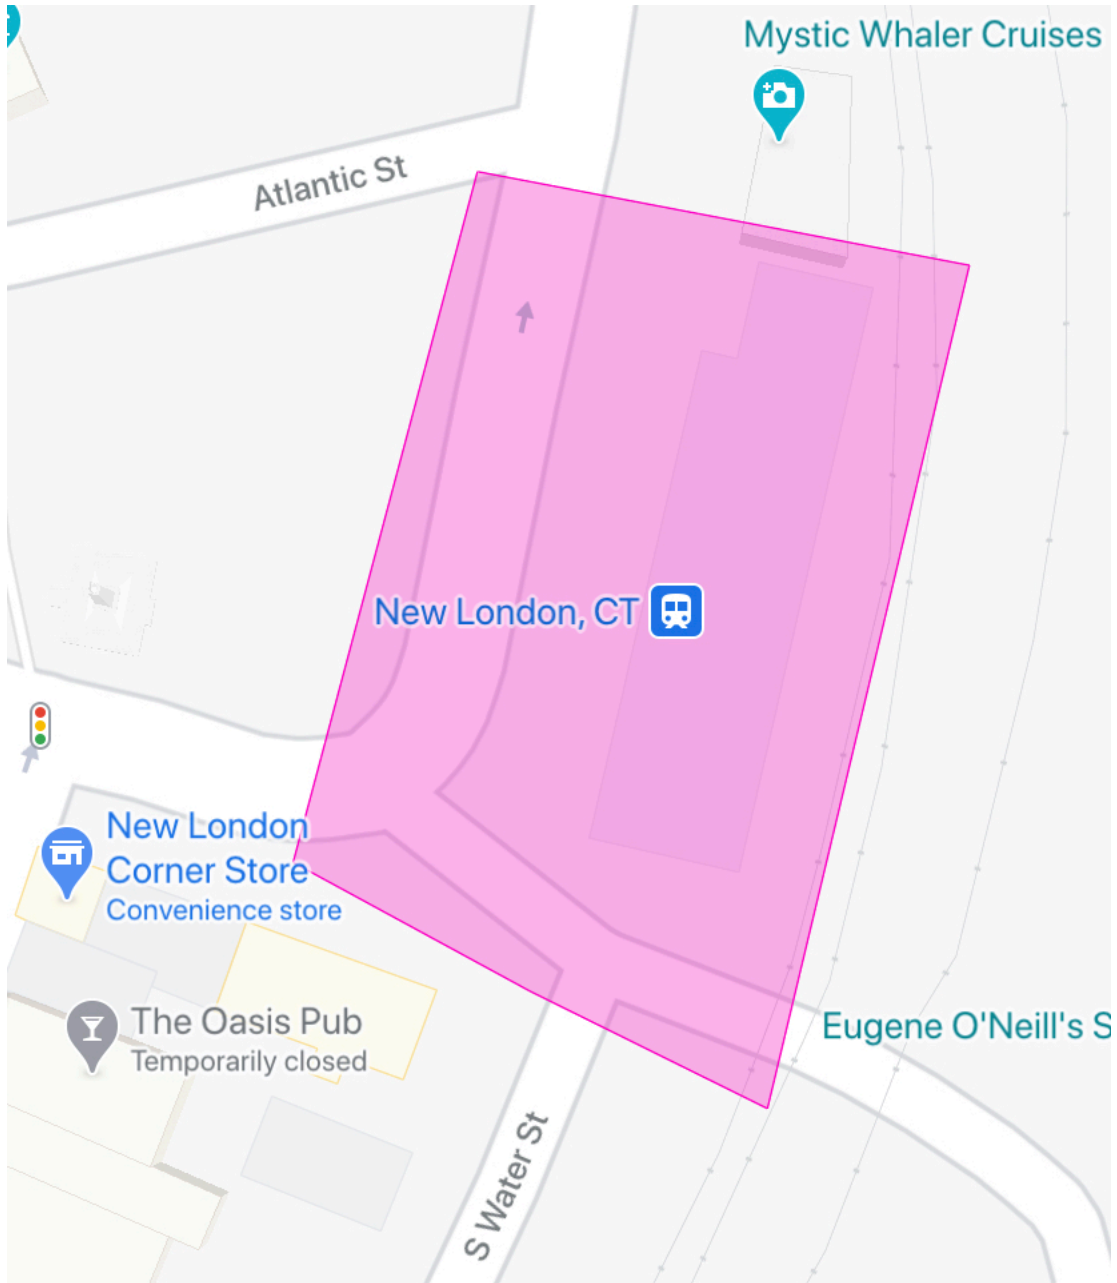 Mystic Whaler Cruises
Atlantic St
New London, CT
New London
Corner Store
Convenience store
The Oasis Pub
Temporarily closed
Eugene O'Neill's S
S Water St